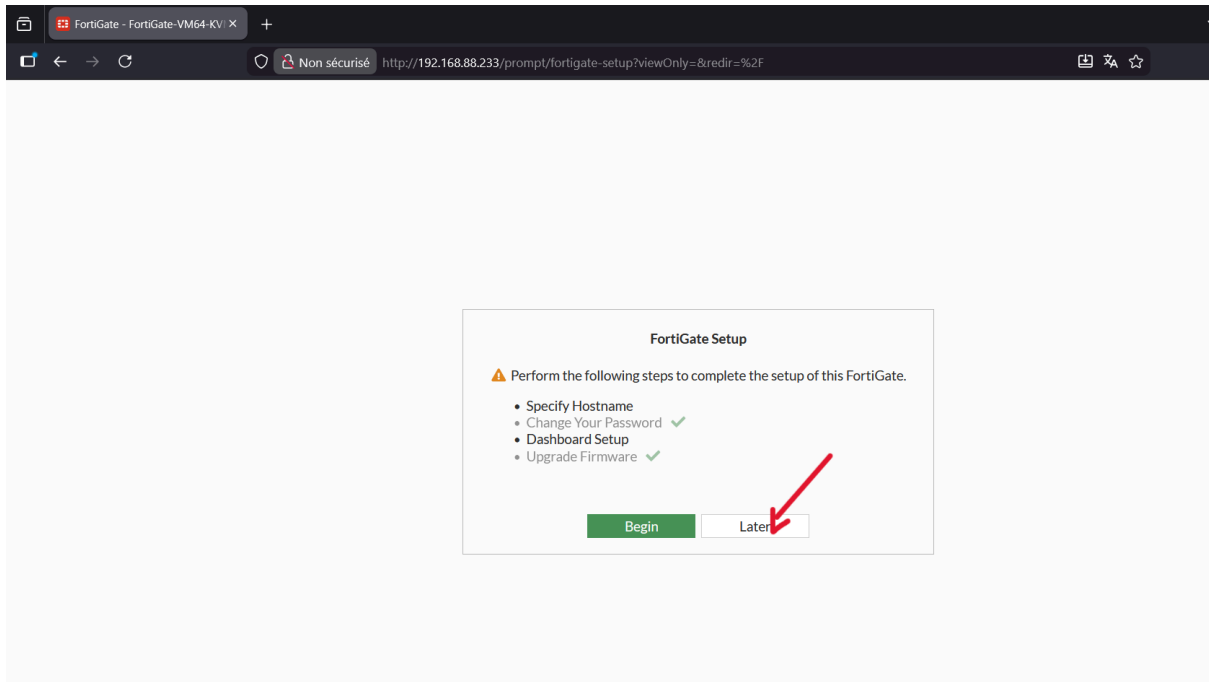 FortiGate - FortiGate-VM64-KV
Non sécurisé http://192.168.88.233/prompt/fortigate-setup?viewOnly=&redir=%2F
FortiGate Setup
Perform the following steps to complete the setup of this FortiGate.
• Specify Hostname
• Change Your Password
• Dashboard Setup
• Upgrade Firmware
Begin Later